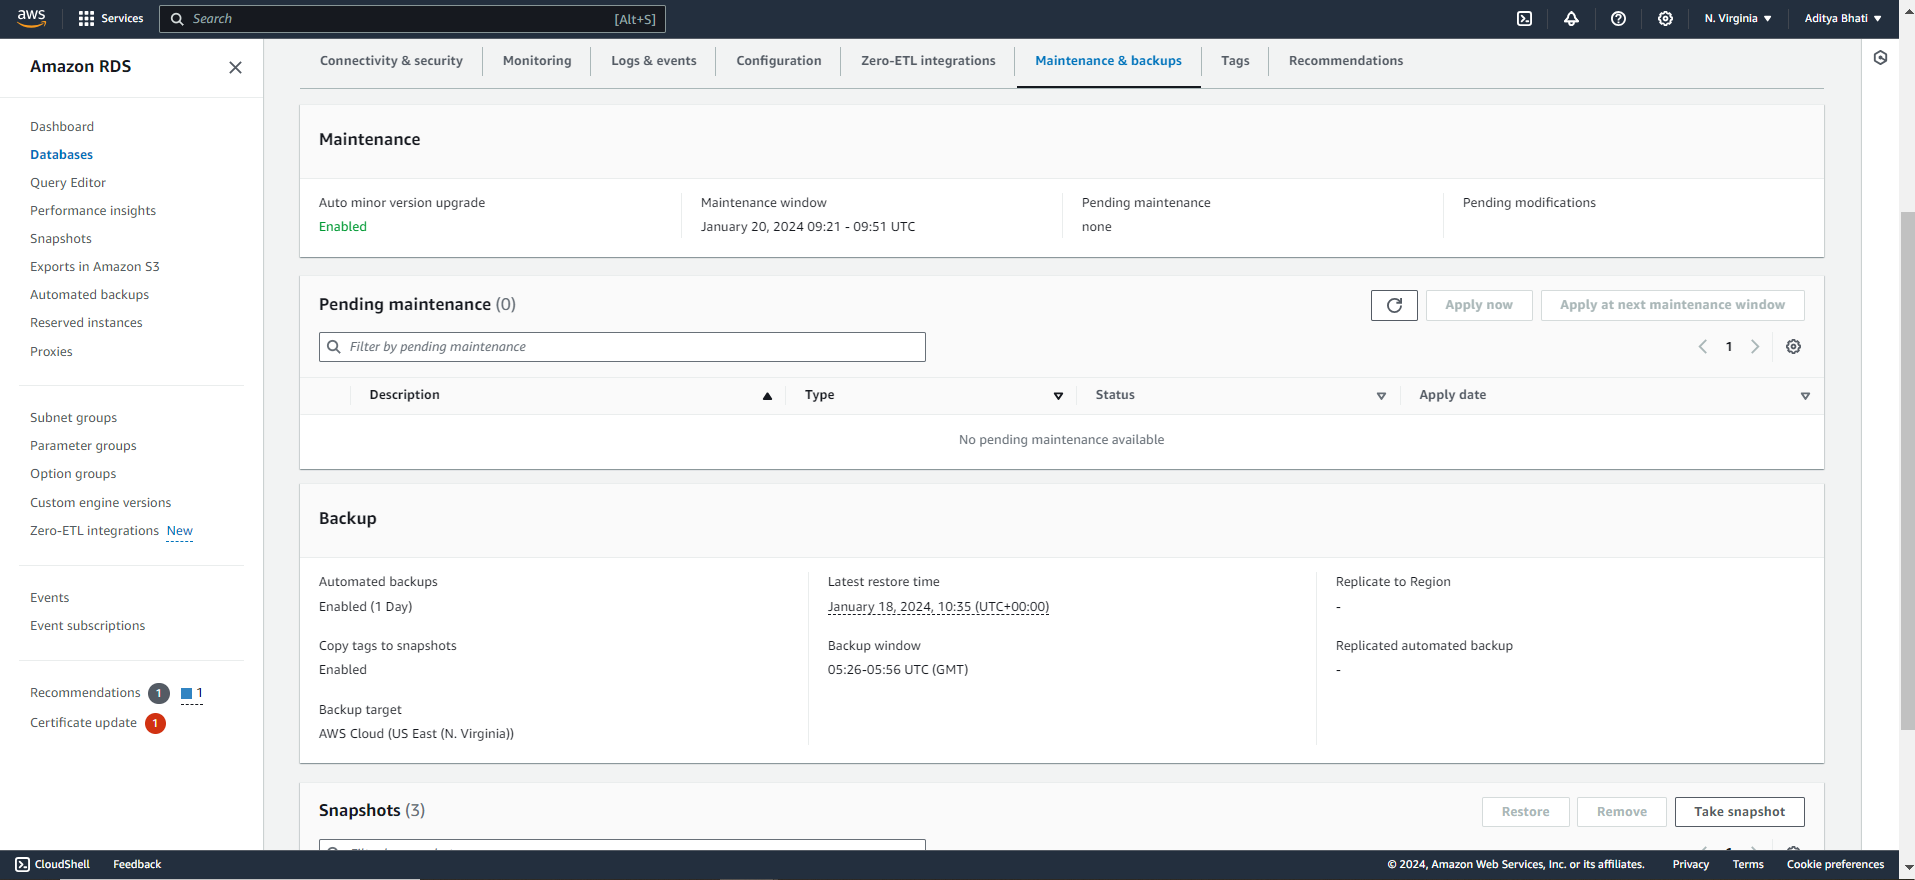 aws
Services
Search
[Alt+S]
N. Virginia
Aditya Bhati
Amazon RDS
Dashboard
Databases
Query Editor
Performance insights
Snapshots
Exports in Amazon S3
Automated backups
Reserved instances
Proxies
Subnet groups
Parameter groups
Option groups
Custom engine versions
Zero-ETL integrations New
Events
Event subscriptions
Recommendations 1 1
Certificate update 1
Connectivity & security
Monitoring
Logs & events
Configuration
Zero-ETL integrations
Maintenance & backups
Tags
Recommendations
Maintenance
Auto minor version upgrade
Enabled
Maintenance window
January 20, 2024 09:21 - 09:51 UTC
Pending maintenance
none
Pending modifications
Pending maintenance (0)
Apply now
Apply at next maintenance window
Filter by pending maintenance
1
Description
Type
Status
Apply date
No pending maintenance available
Backup
Automated backups
Enabled (1 Day)
Copy tags to snapshots
Enabled
Backup target
AWS Cloud (US East (N. Virginia))
Latest restore time
January 18, 2024, 10:35 (UTC+00:00)
Backup window
05:26-05:56 UTC (GMT)
Replicate to Region
-
Replicated automated backup
-
Snapshots (3)
Restore
Remove
Take snapshot
CloudShell
Feedback
© 2024, Amazon Web Services, Inc. or its affiliates.
Privacy
Terms
Cookie preferences